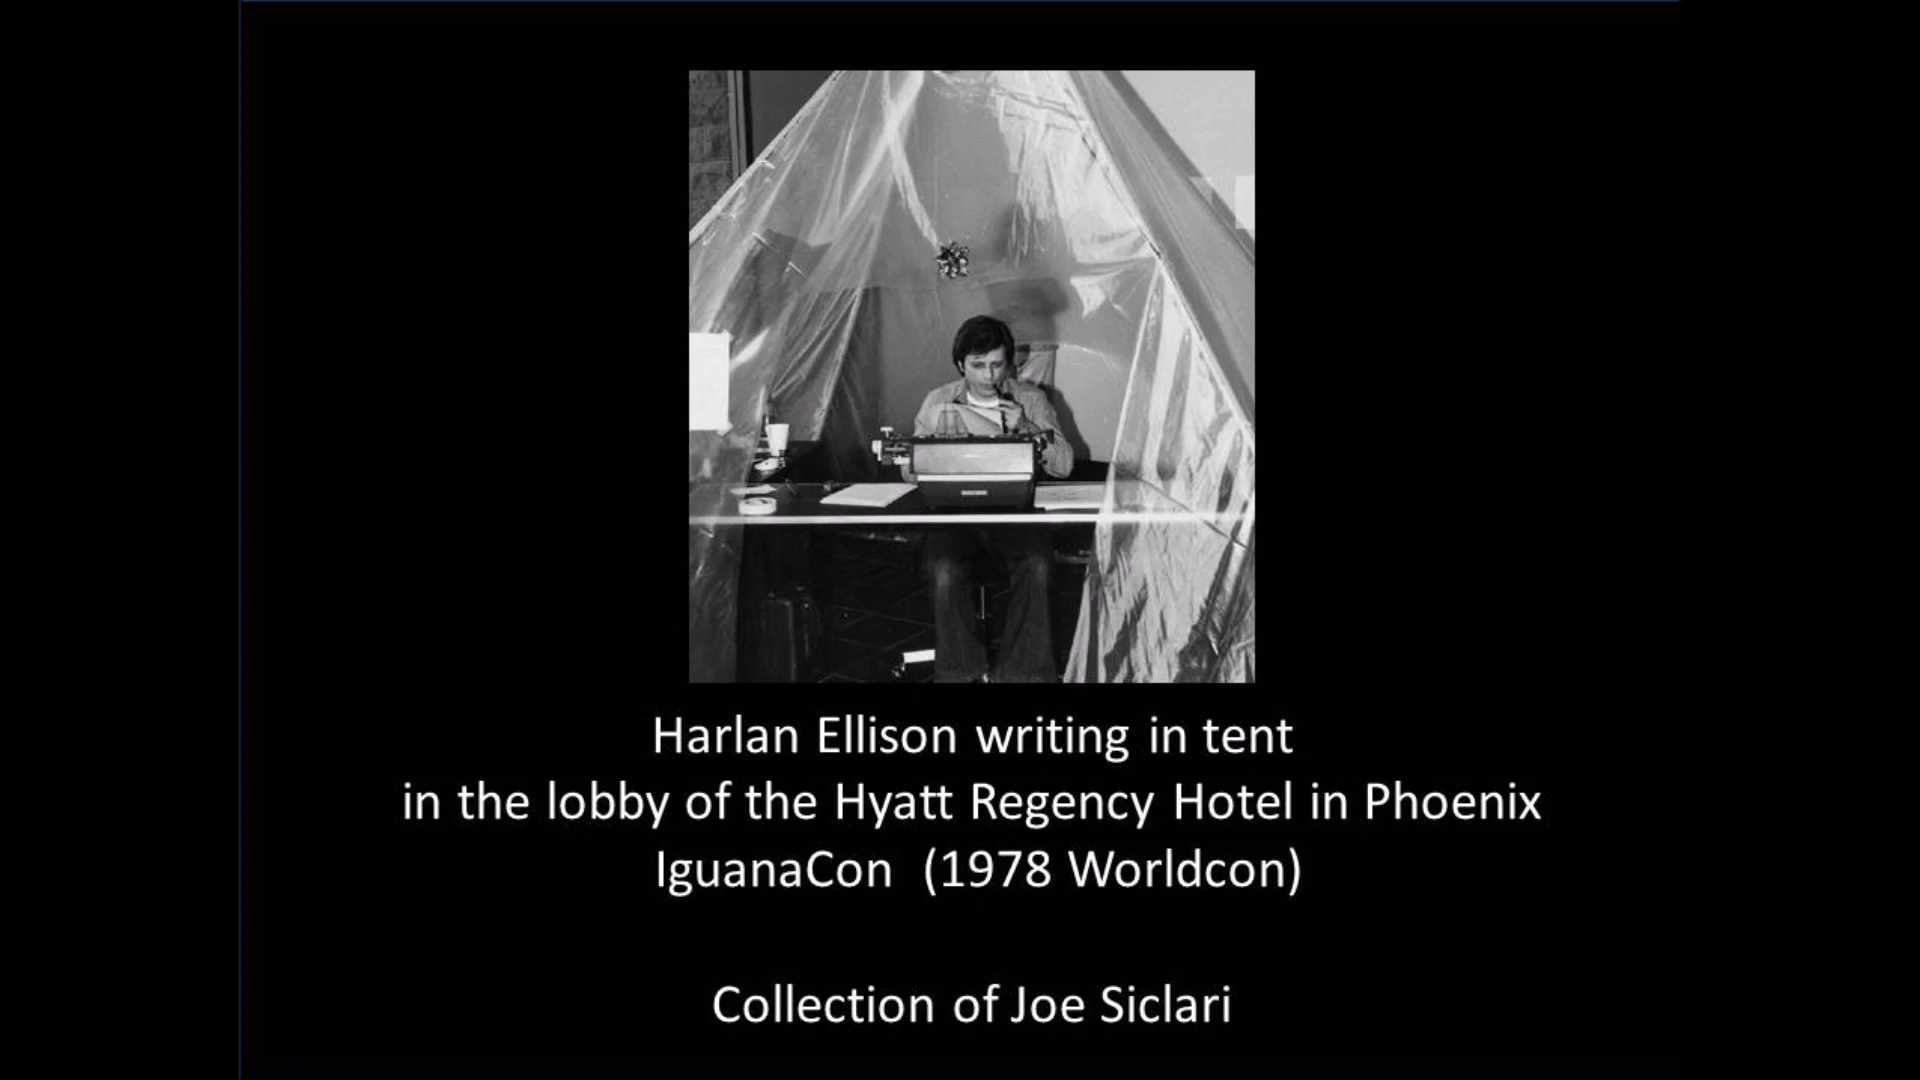 Harlan Ellison writing in tent
in the lobby of the Hyatt Regency Hotel in Phoenix
IguanaCon (1978 Worldcon)
Collection of Joe Siclari